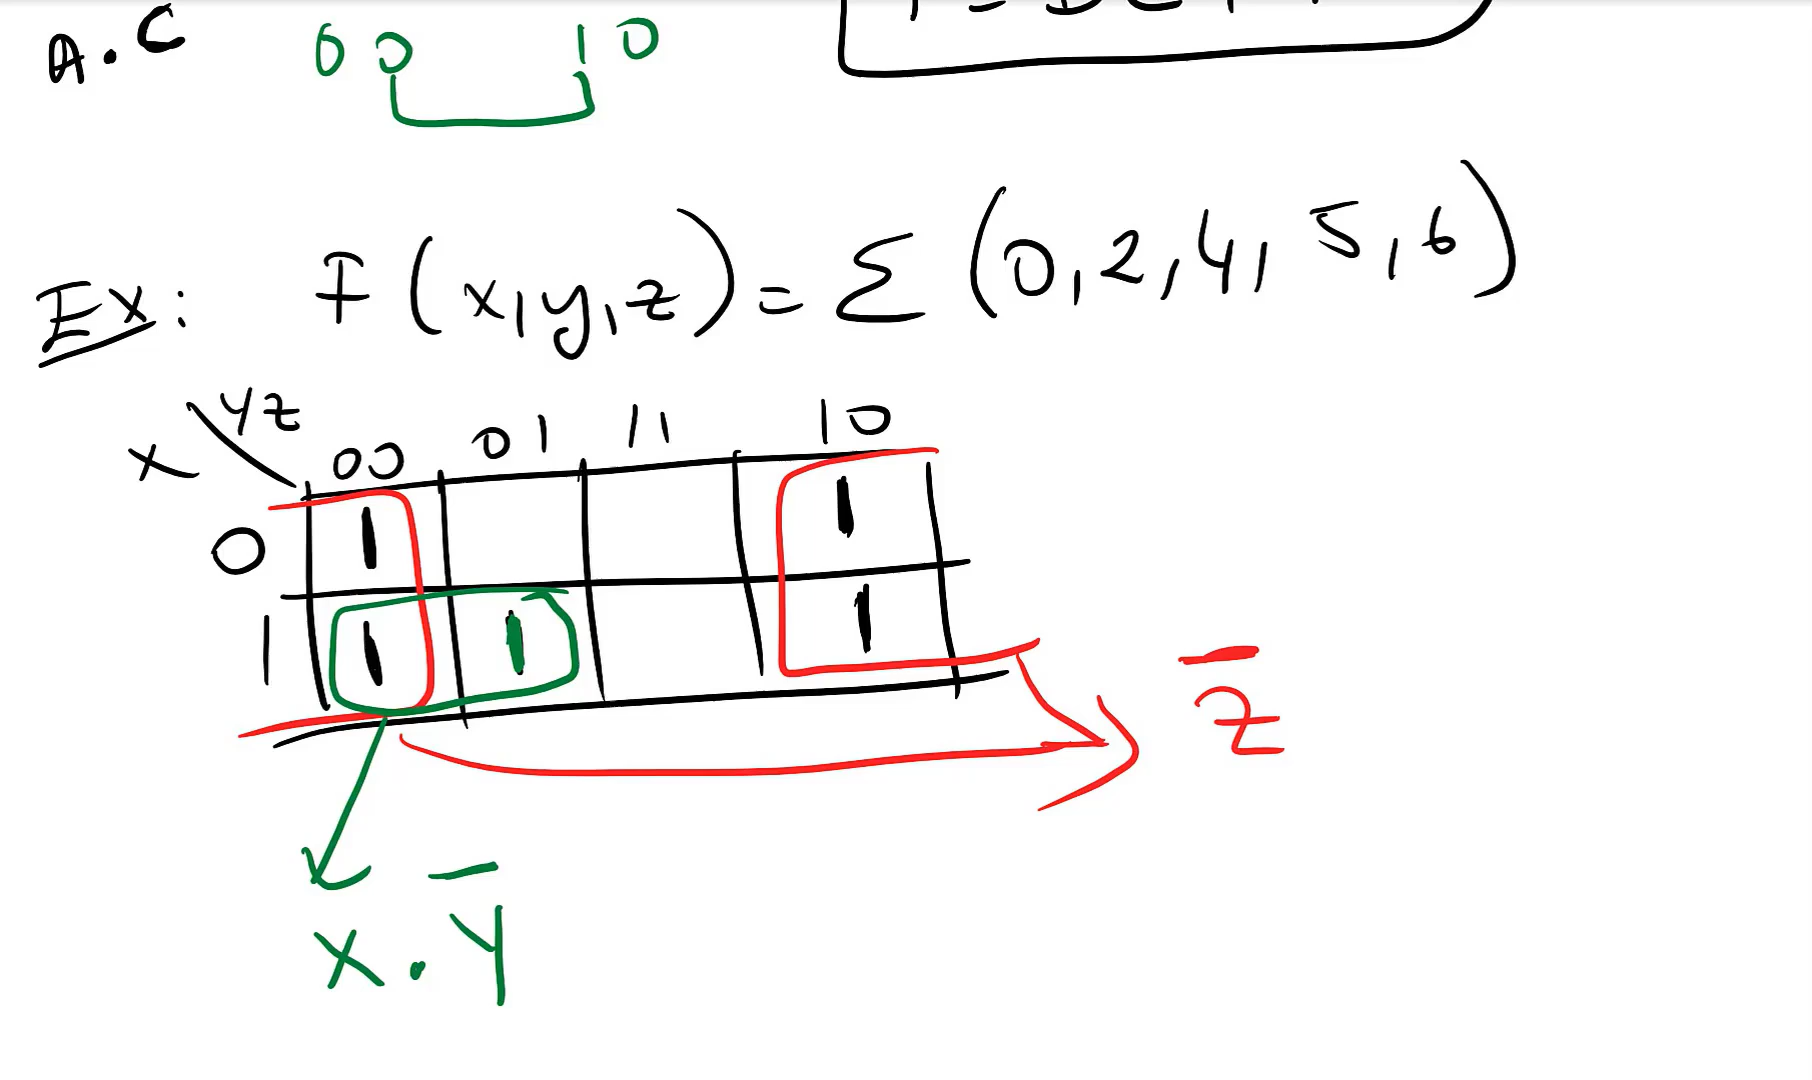 A.C 00 10
Ex: F(x,y,z) = Σ (0,2,4,5,6)
x \ yz 00 01 11 10
0 1 1
1 1 1 1
z̅
x . y̅